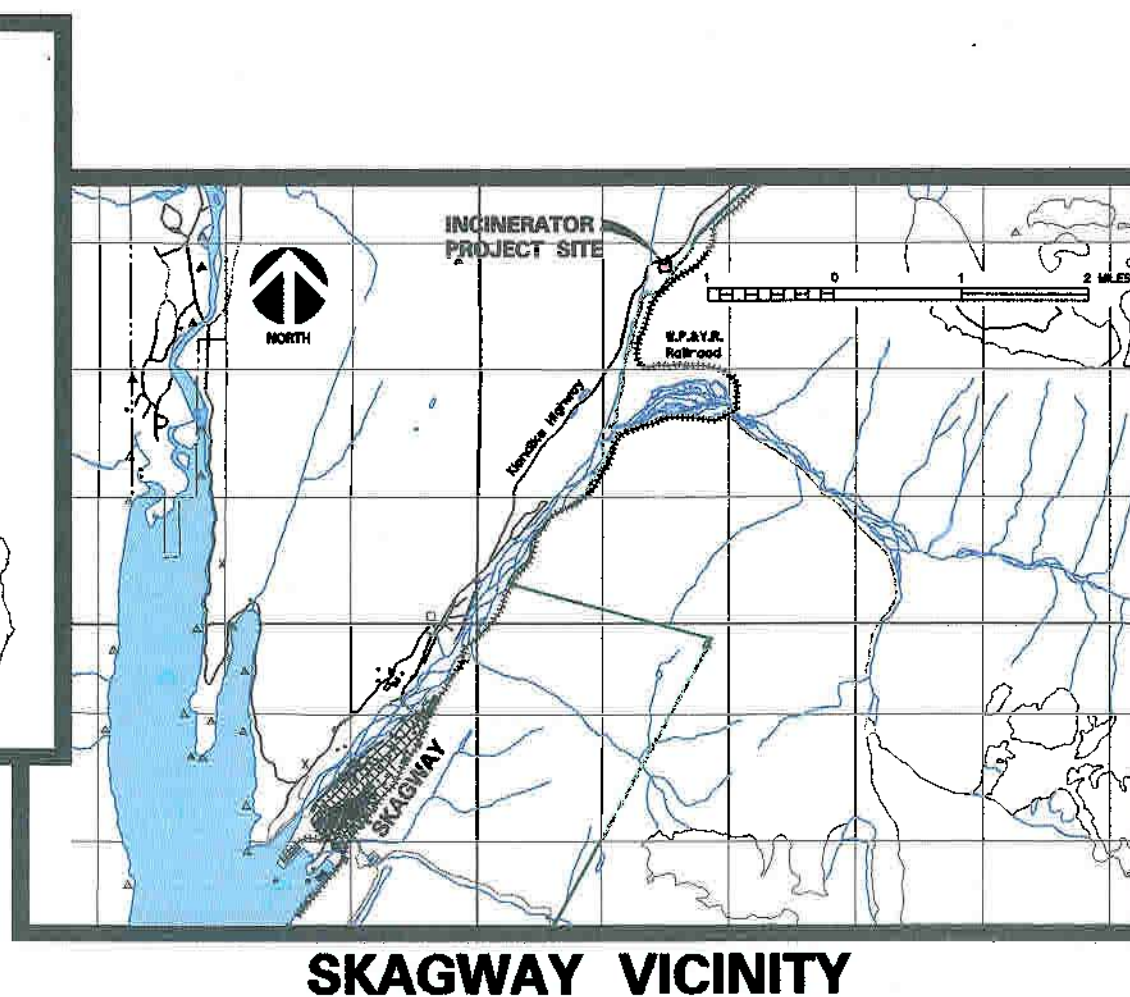 INCINERATOR
PROJECT SITE
NORTH
1 0 1 2 MILES
W.P.&Y.R.
Railroad
Klondike Highway
SKAGWAY
SKAGWAY VICINITY